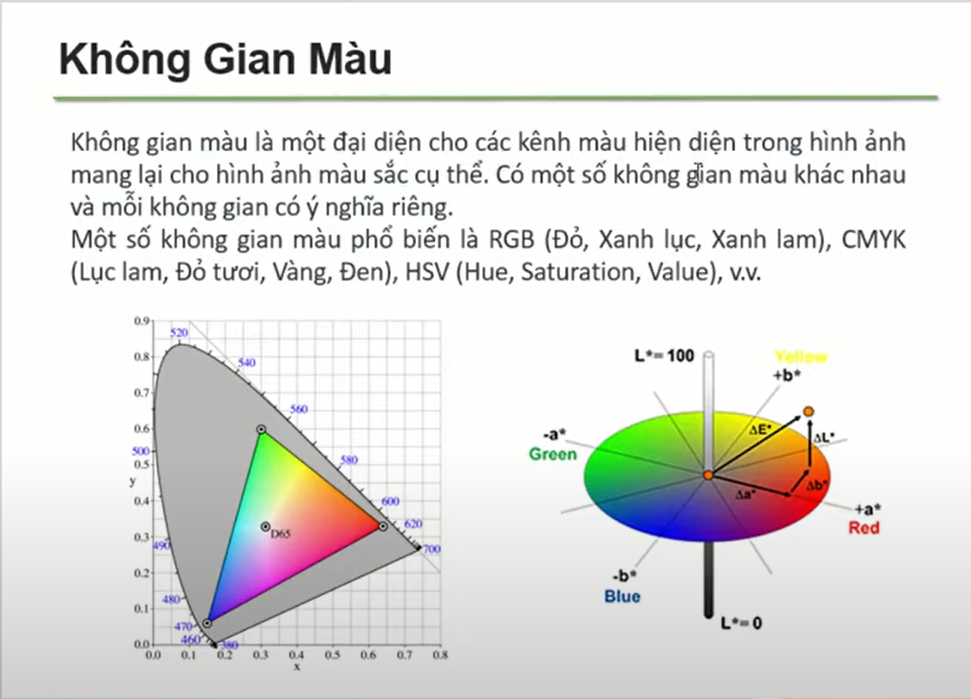 Không Gian Màu
Không gian màu là một đại diện cho các kênh màu hiện diện trong hình ảnh
mang lại cho hình ảnh màu sắc cụ thể. Có một số không gian màu khác nhau
và mỗi không gian có ý nghĩa riêng.
Một số không gian màu phổ biến là RGB (Đỏ, Xanh lục, Xanh lam), CMYK
(Lục lam, Đỏ tươi, Vàng, Đen), HSV (Hue, Saturation, Value), v.v.
0.9
520
0.8
540
0.7
560
0.6
500
580
0.5
y
0.4
600
620
0.3
D65
490
700
0.2
480
0.1
470
460
380
0.0
0.0 0.1 0.2 0.3 0.4 0.5 0.6 0.7 0.8
x
L*= 100
Yellow
+b*
ΔE*
ΔL*
-a*
Green
Δb*
Δa*
+a*
Red
-b*
Blue
L*= 0